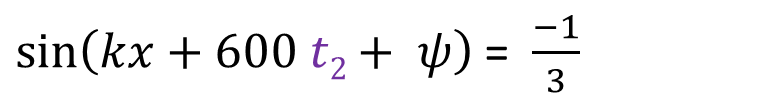 sin(kx + 600 t₂ + ψ) = -1/3